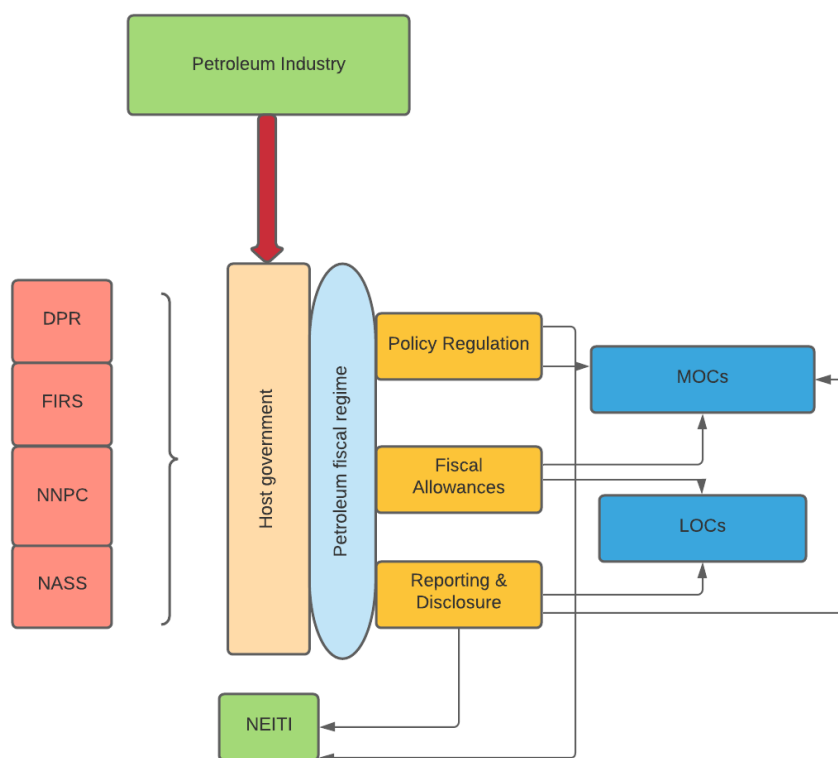 Petroleum Industry
DPR
FIRS
NNPC
NASS
Host government
Petroleum fiscal regime
Policy Regulation
Fiscal
Allowances
Reporting &
Disclosure
MOCs
LOCs
NEITI